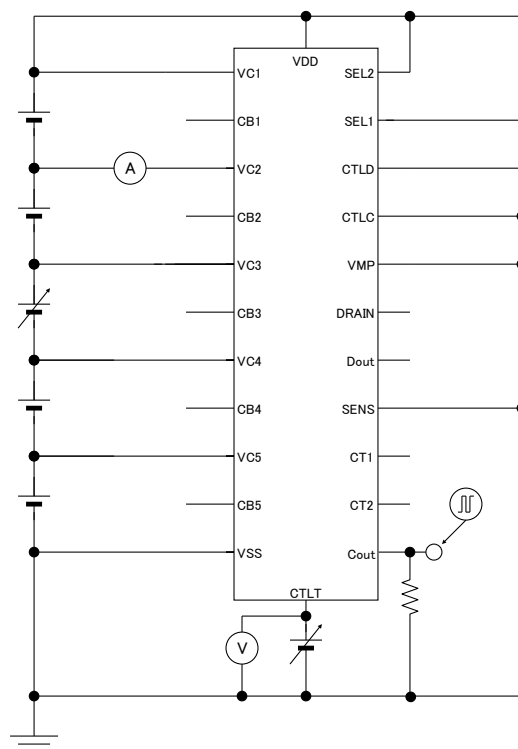 VDD
VC1 SEL2
CB1 SEL1
A VC2 CTLD
CB2 CTLC
VC3 VMP
CB3 DRAIN
VC4 Dout
CB4 SENS
VC5 CT1
CB5 CT2
VSS Cout
CTLT
V